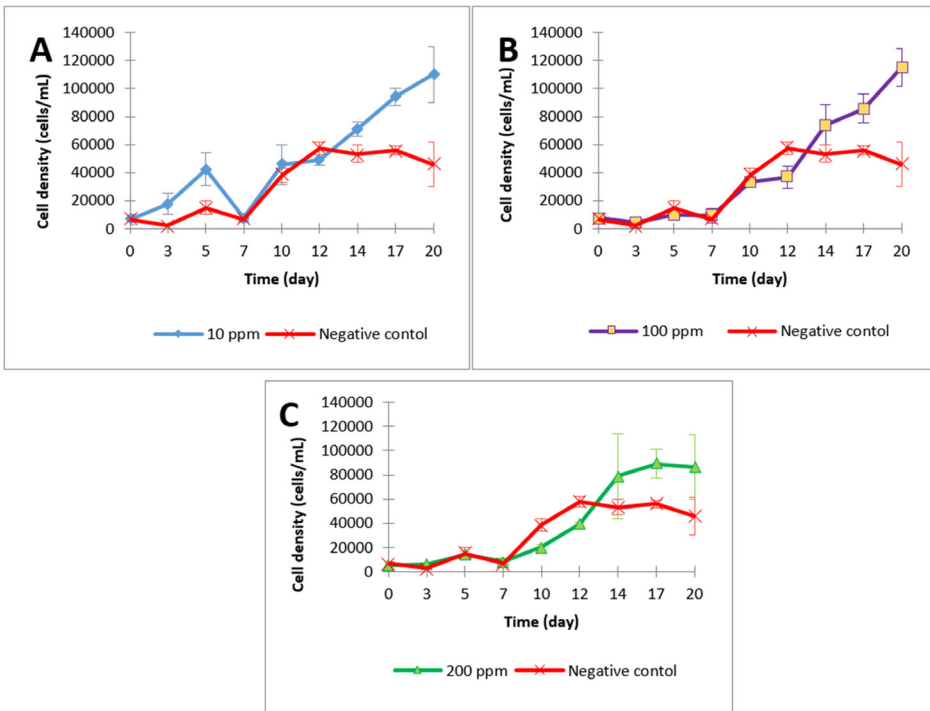 A
Cell density (cells/mL)
140000
120000
100000
80000
60000
40000
20000
0
0 3 5 7 10 12 14 17 20
Time (day)
10 ppm Negative contol
B
Cell density (cells/mL)
140000
120000
100000
80000
60000
40000
20000
0
0 3 5 7 10 12 14 17 20
Time (day)
100 ppm Negative contol
C
Cell density (cells/mL)
140000
120000
100000
80000
60000
40000
20000
0
0 3 5 7 10 12 14 17 20
Time (day)
200 ppm Negative contol